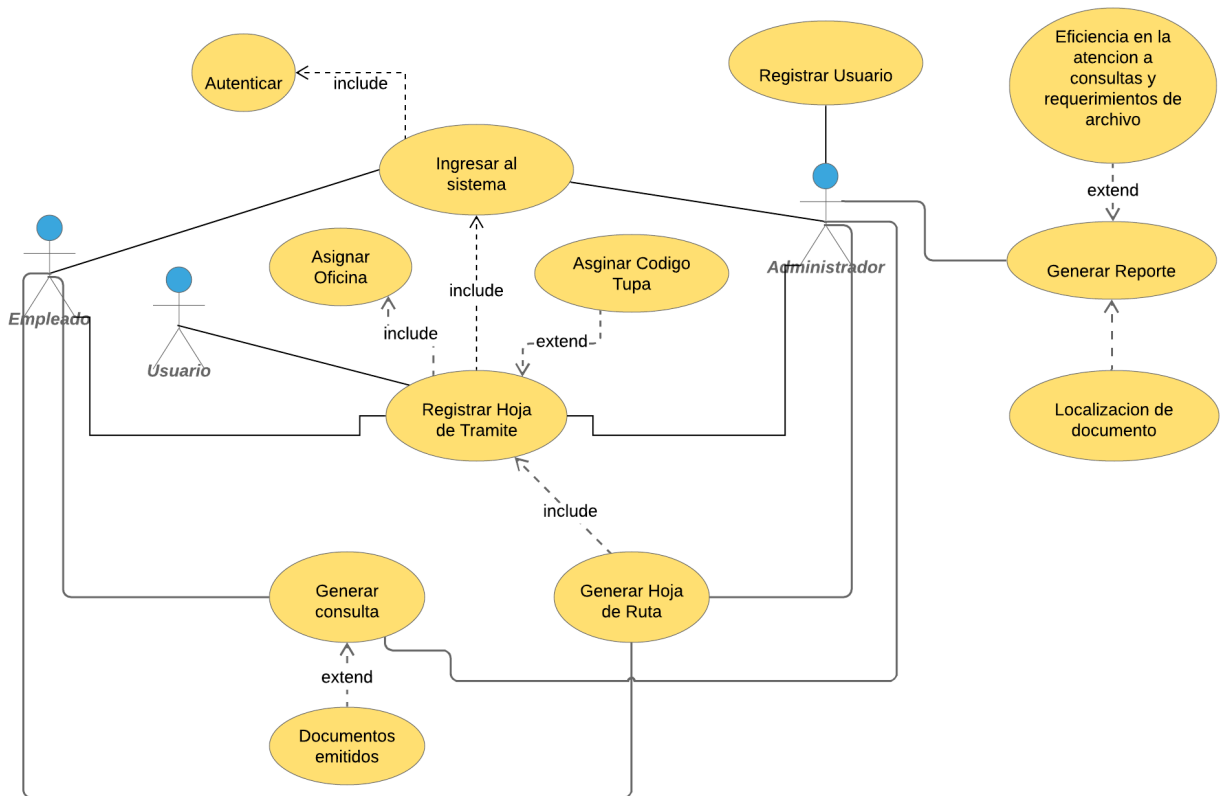 Autenticar
include
Registrar Usuario
Eficiencia en la
atencion a
consultas y
requerimientos de
archivo
Ingresar al
sistema
extend
Asignar
Oficina
include
Asginar Codigo
Tupa
Administrador
Generar Reporte
Empleado
Usuario
include
extend
Registrar Hoja
de Tramite
Localizacion de
documento
include
Generar
consulta
Generar Hoja
de Ruta
extend
Documentos
emitidos